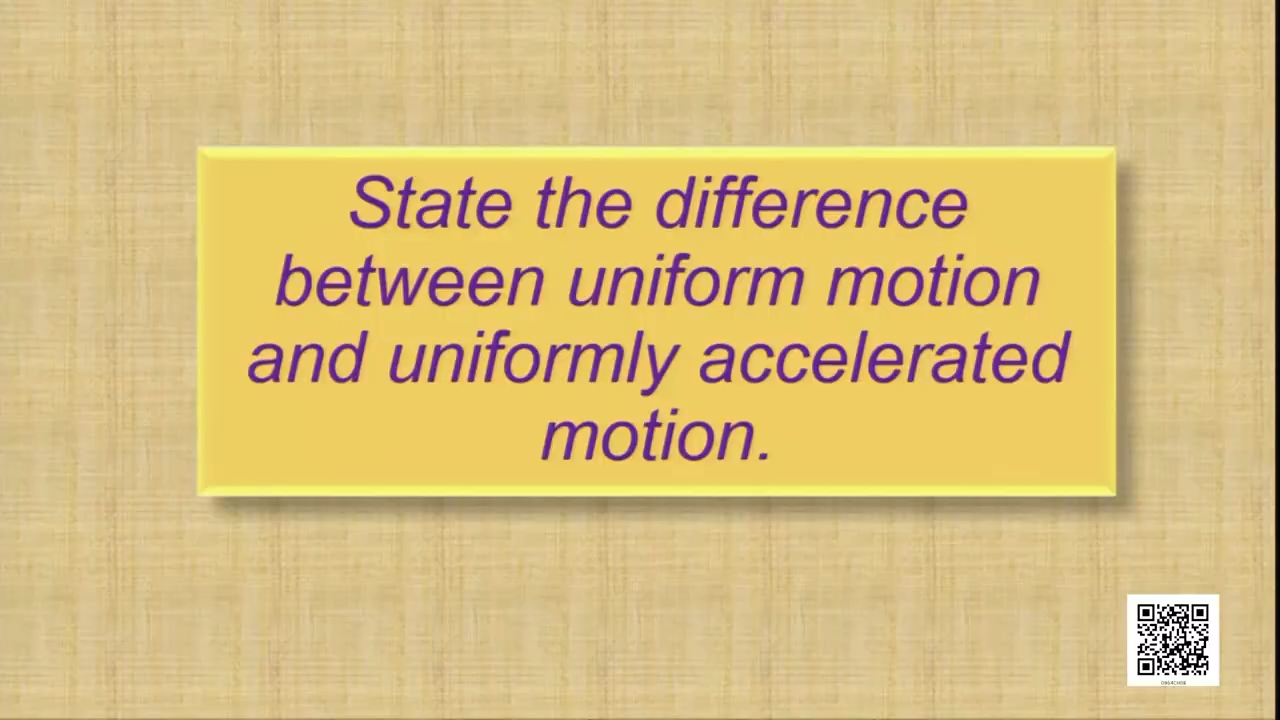 State the difference
between uniform motion
and uniformly accelerated
motion.